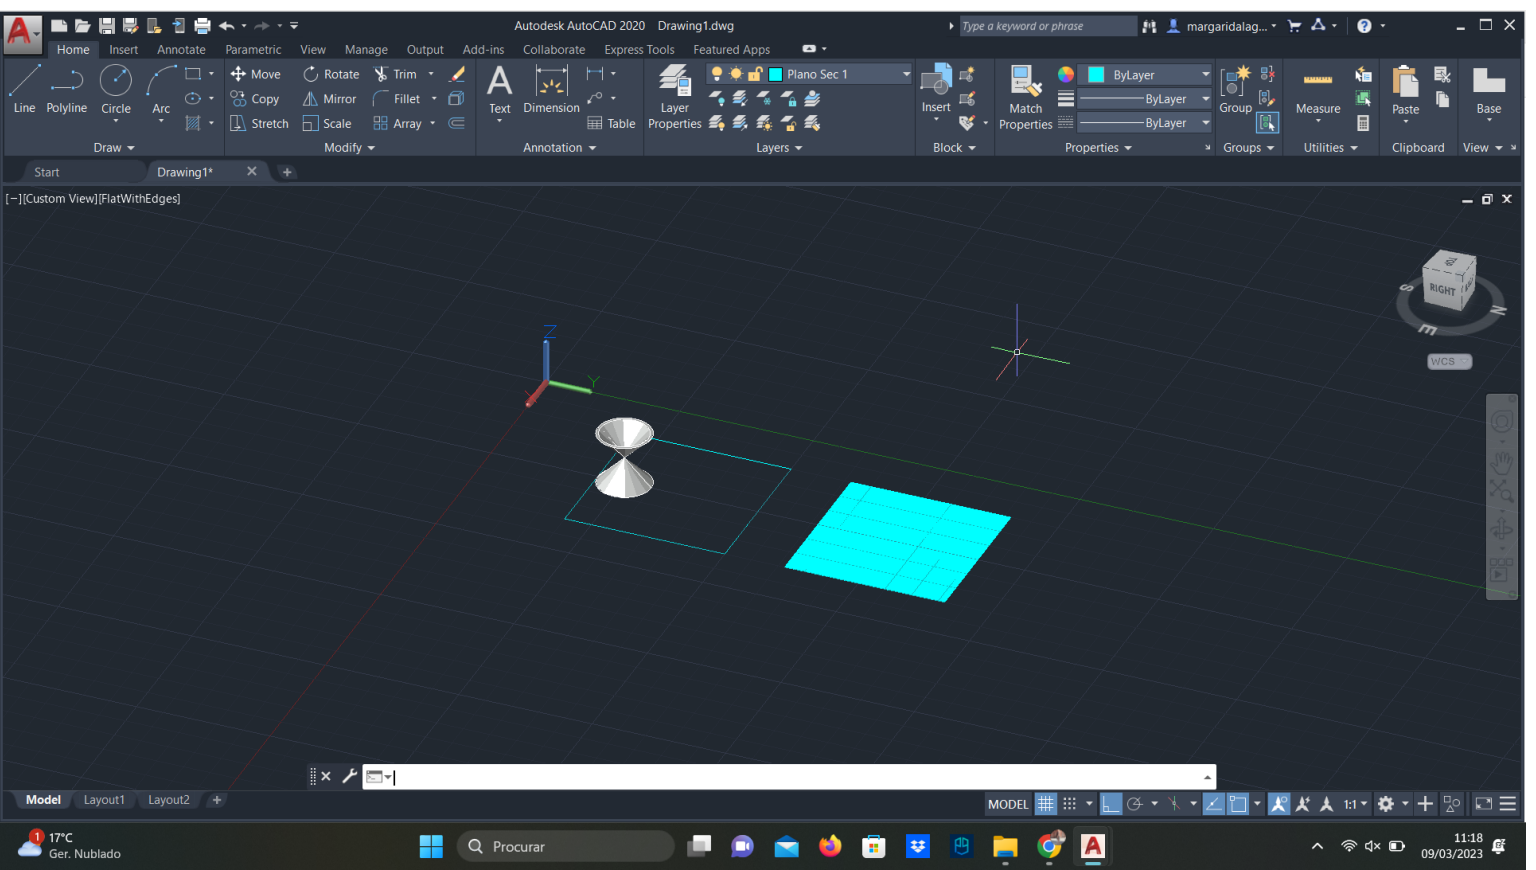 Autodesk AutoCAD 2020 Drawing1.dwg
Type a keyword or phrase
margaridalag...
Home Insert Annotate Parametric View Manage Output Add-ins Collaborate Express Tools Featured Apps
Line Polyline Circle Arc
Move Rotate Trim
Copy Mirror Fillet
Stretch Scale Array
Text Dimension
Table
Layer
Properties
Plano Sec 1
Insert
Match
Properties
ByLayer
ByLayer
ByLayer
Group
Measure
Paste
Base
Draw Modify Annotation Layers Block Properties Groups Utilities Clipboard View
Start Drawing1*
[−][Custom View][FlatWithEdges]
TOP
RIGHT
S
N
E
WCS
Z
Y
X
Model Layout1 Layout2
MODEL 1:1
1
17°C
Ger. Nublado
Procurar
11:18
09/03/2023